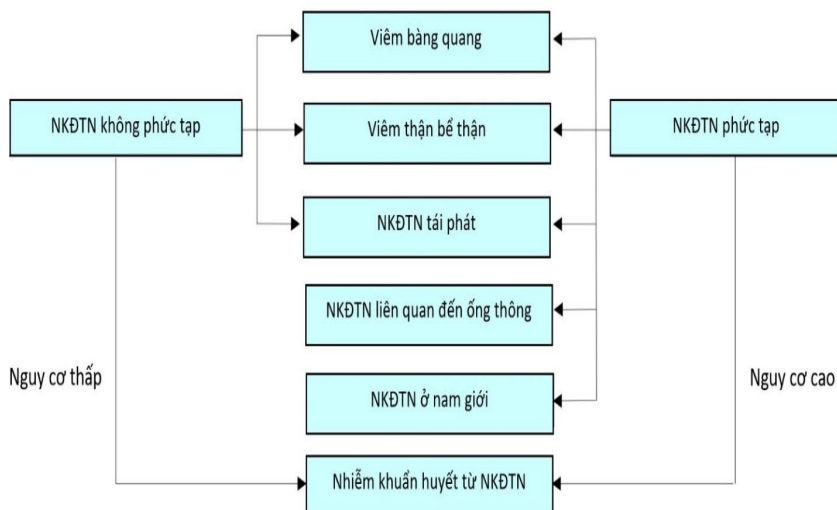 Viêm bàng quang
NKĐTN không phức tạp
Viêm thận bể thận
NKĐTN phức tạp
NKĐTN tái phát
NKĐTN liên quan đến ống thông
Nguy cơ thấp
NKĐTN ở nam giới
Nguy cơ cao
Nhiễm khuẩn huyết từ NKĐTN